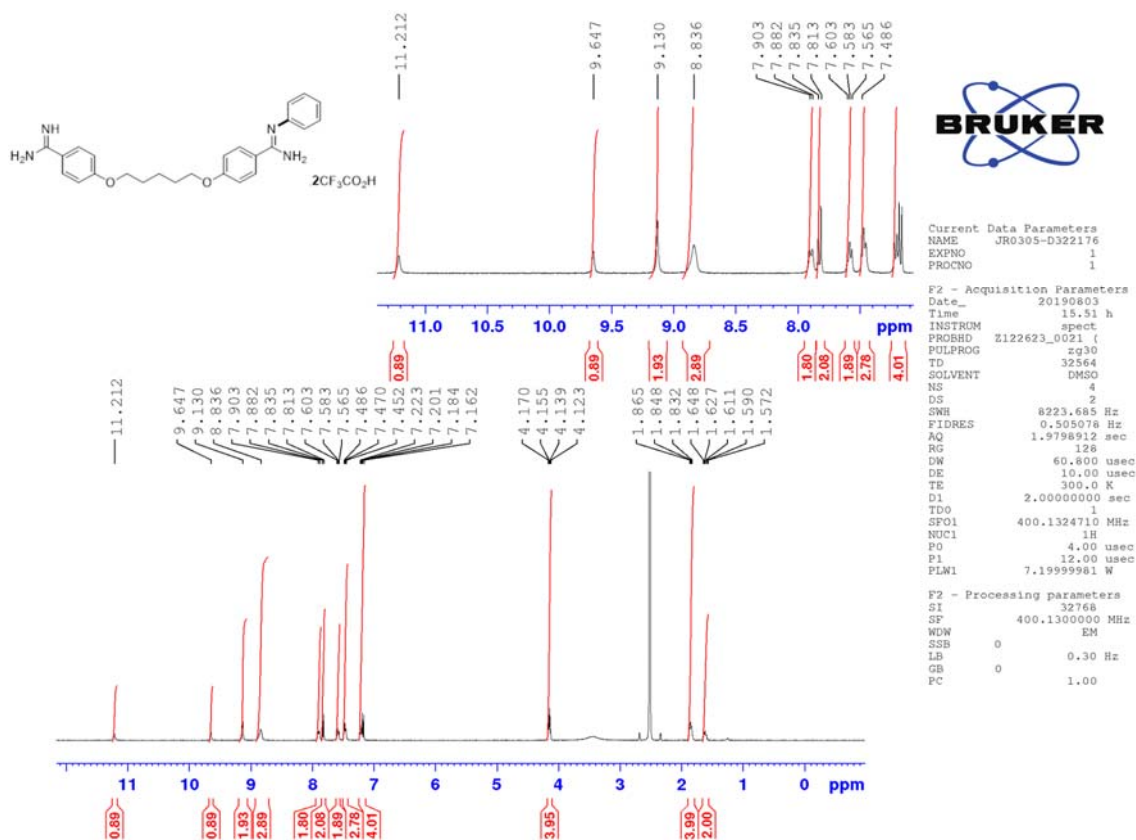 11.212
9.647
9.130
8.836
7.903
7.882
7.835
7.813
7.603
7.583
7.565
7.486
NH
H2N
O
O
N
NH2
2CF3CO2H
BRUKER
11.0 10.5 10.0 9.5 9.0 8.5 8.0 ppm
0.89 0.89 1.93 2.89 1.80 2.08 1.89 2.78 4.01
11.212
9.647
9.130
8.836
7.903
7.882
7.835
7.813
7.603
7.583
7.565
7.486
7.470
7.452
7.223
7.201
7.184
7.162
4.170
4.155
4.139
4.123
1.865
1.848
1.832
1.648
1.627
1.611
1.590
1.572
11 10 9 8 7 6 5 4 3 2 1 0 ppm
0.89 0.89 1.93 2.89 1.80 2.08 1.89 2.78 4.01 3.95 3.99 2.00
Current Data Parameters
NAME JR0305-D322176
EXPNO 1
PROCNO 1
F2 - Acquisition Parameters
Date_ 20190803
Time 15.51 h
INSTRUM spect
PROBHD Z122623_0021 (
PULPROG zg30
TD 32564
SOLVENT DMSO
NS 4
DS 2
SWH 8223.685 Hz
FIDRES 0.505078 Hz
AQ 1.9798912 sec
RG 128
DW 60.800 usec
DE 10.00 usec
TE 300.0 K
D1 2.00000000 sec
TD0 1
SFO1 400.1324710 MHz
NUC1 1H
P0 4.00 usec
P1 12.00 usec
PLW1 7.19999981 W
F2 - Processing parameters
SI 32768
SF 400.1300000 MHz
WDW EM
SSB 0
LB 0.30 Hz
GB 0
PC 1.00